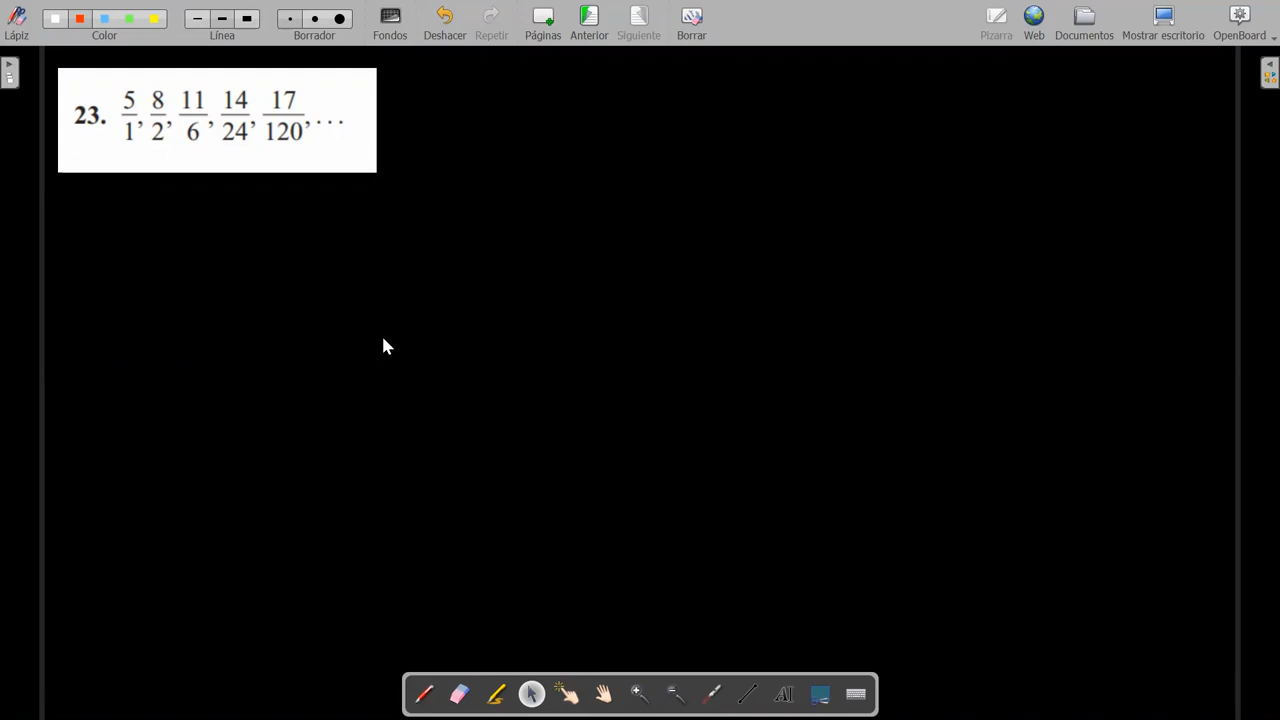 Lápiz Color Línea Borrador Fondos Deshacer Repetir Páginas Anterior Siguiente Borrar Pizarra Web Documentos Mostrar escritorio OpenBoard
23. 5/1, 8/2, 11/6, 14/24, 17/120, ...
AI